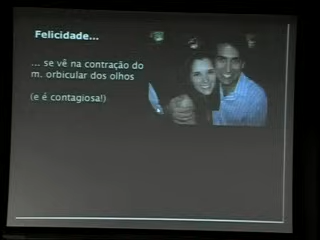 Felicidade...
... se vê na contração do
m. orbicular dos olhos
(e é contagiosa!)